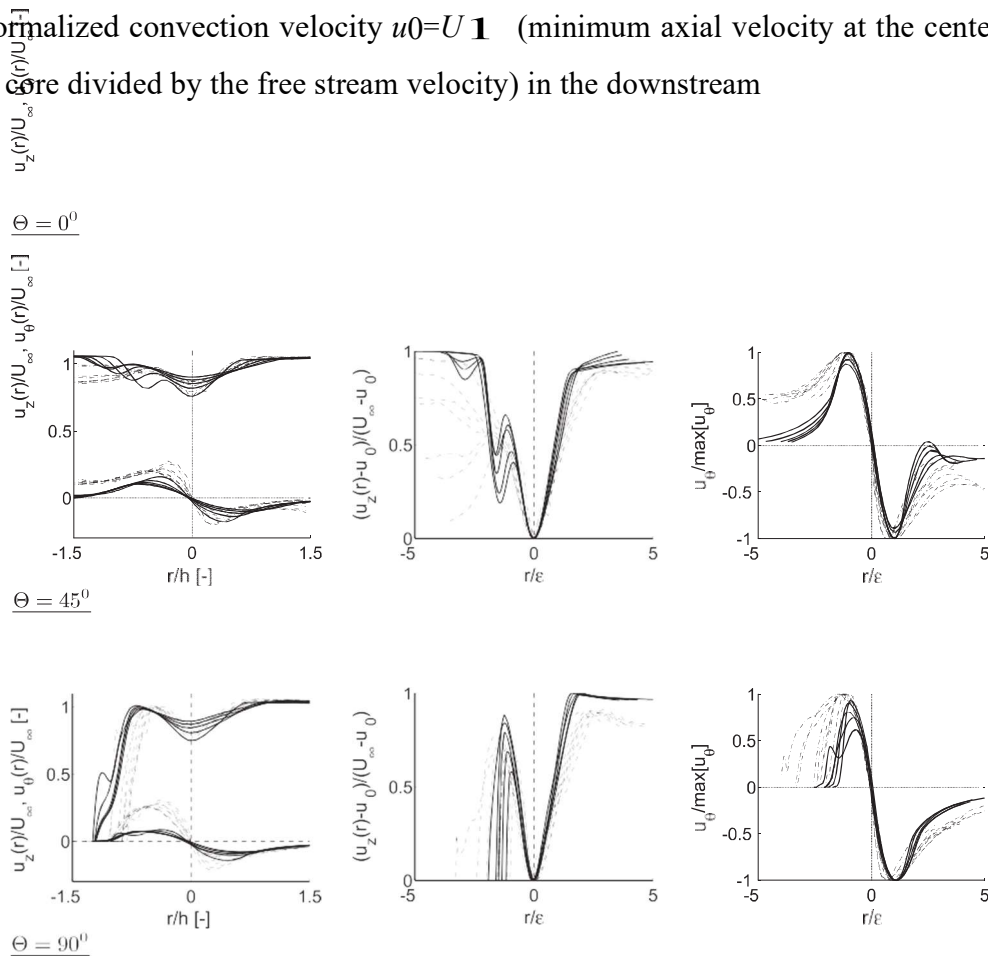 ormalized convection velocity u0=U 1 (minimum axial velocity at the cente
core divided by the free stream velocity) in the downstream
u_z(r)/U_∞, u_θ(r)/U_∞ [-]
Θ = 0⁰
u_z(r)/U_∞, u_θ(r)/U_∞ [-]
1
0.5
0
-1.5
0
1.5
r/h [-]
(u_z(r)-u_0)/(U_∞-u_0)
1
0.5
0
-5
0
5
r/ε
u_θ/max[u_θ]
1
0.5
0
-0.5
-1
-5
0
5
r/ε
Θ = 45⁰
u_z(r)/U_∞, u_θ(r)/U_∞ [-]
1
0.5
0
-1.5
0
1.5
r/h [-]
(u_z(r)-u_0)/(U_∞-u_0)
1
0.5
0
-5
0
5
r/ε
u_θ/max[u_θ]
1
0.5
0
-0.5
-1
-5
0
5
r/ε
Θ = 90⁰